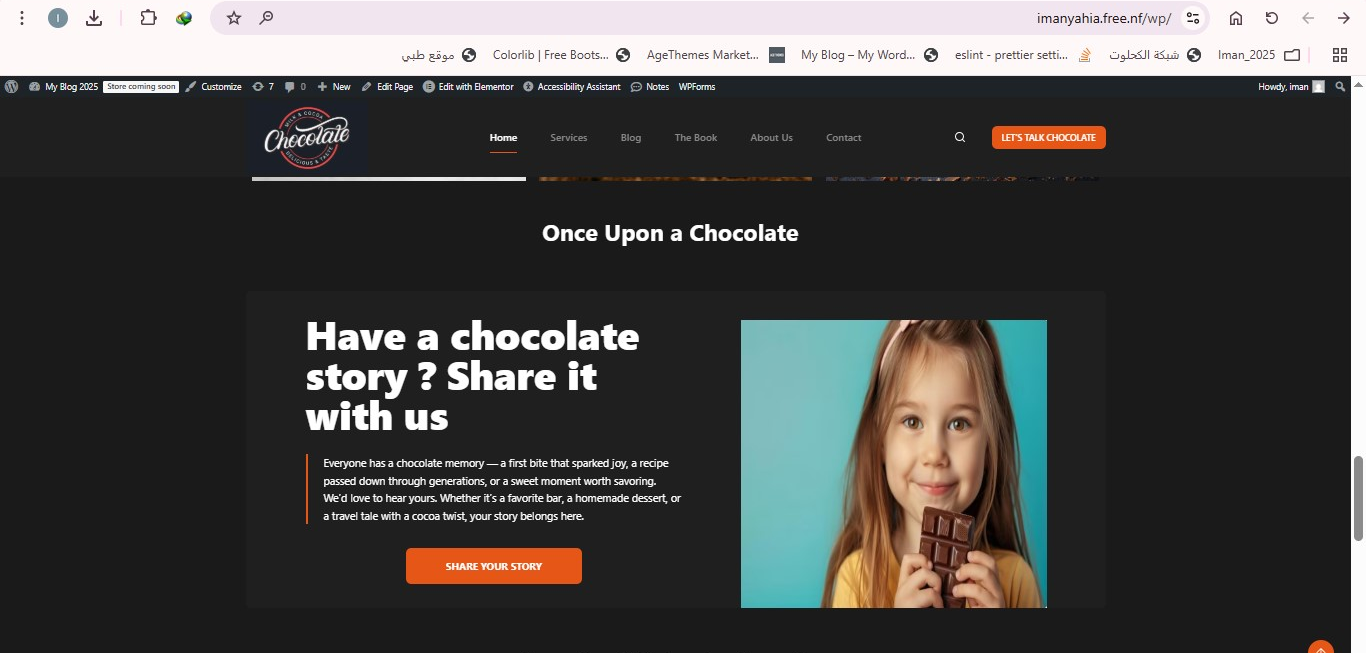 imanyahia.free.nf/wp/
موقع طبي
Colorlib | Free Boots...
AgeThemes Market...
My Blog – My Word...
eslint - prettier setti...
شبكة الكحلوت
Iman_2025
My Blog 2025 Store coming soon Customize 7 0 New Edit Page Edit with Elementor Accessibility Assistant Notes WPForms Howdy, iman
MILK & COCOA
Chocolate
DELICIOUS & TASTE
Home Services Blog The Book About Us Contact LET'S TALK CHOCOLATE
Once Upon a Chocolate
Have a chocolate
story ? Share it
with us
Everyone has a chocolate memory — a first bite that sparked joy, a recipe
passed down through generations, or a sweet moment worth savoring.
We'd love to hear yours. Whether it's a favorite bar, a homemade dessert, or
a travel tale with a cocoa twist, your story belongs here.
SHARE YOUR STORY